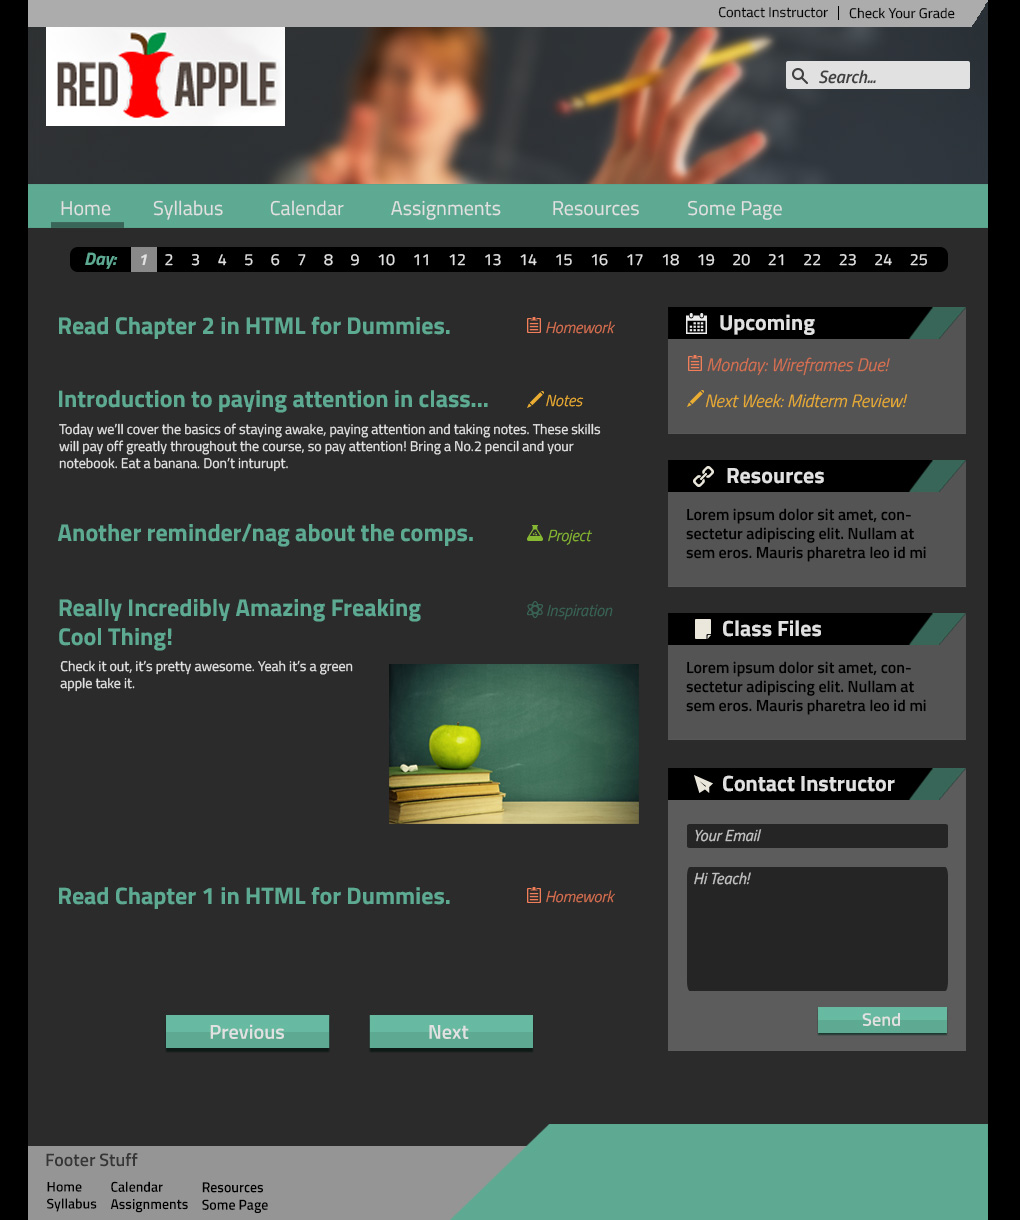 Contact Instructor | Check Your Grade
RED APPLE
Search...
Home Syllabus Calendar Assignments Resources Some Page
Day: 1 2 3 4 5 6 7 8 9 10 11 12 13 14 15 16 17 18 19 20 21 22 23 24 25
Read Chapter 2 in HTML for Dummies.
Homework
Introduction to paying attention in class...
Notes
Today we'll cover the basics of staying awake, paying attention and taking notes. These skills
will pay off greatly throughout the course, so pay attention! Bring a No.2 pencil and your
notebook. Eat a banana. Don't inturupt.
Another reminder/nag about the comps.
Project
Really Incredibly Amazing Freaking
Cool Thing!
Inspiration
Check it out, it's pretty awesome. Yeah it's a green
apple take it.
Read Chapter 1 in HTML for Dummies.
Homework
Previous Next
Upcoming
Monday: Wireframes Due!
Next Week: Midterm Review!
Resources
Lorem ipsum dolor sit amet, con-
sectetur adipiscing elit. Nullam at
sem eros. Mauris pharetra leo id mi
Class Files
Lorem ipsum dolor sit amet, con-
sectetur adipiscing elit. Nullam at
sem eros. Mauris pharetra leo id mi
Contact Instructor
Your Email
Hi Teach!
Send
Footer Stuff
Home Calendar Resources
Syllabus Assignments Some Page